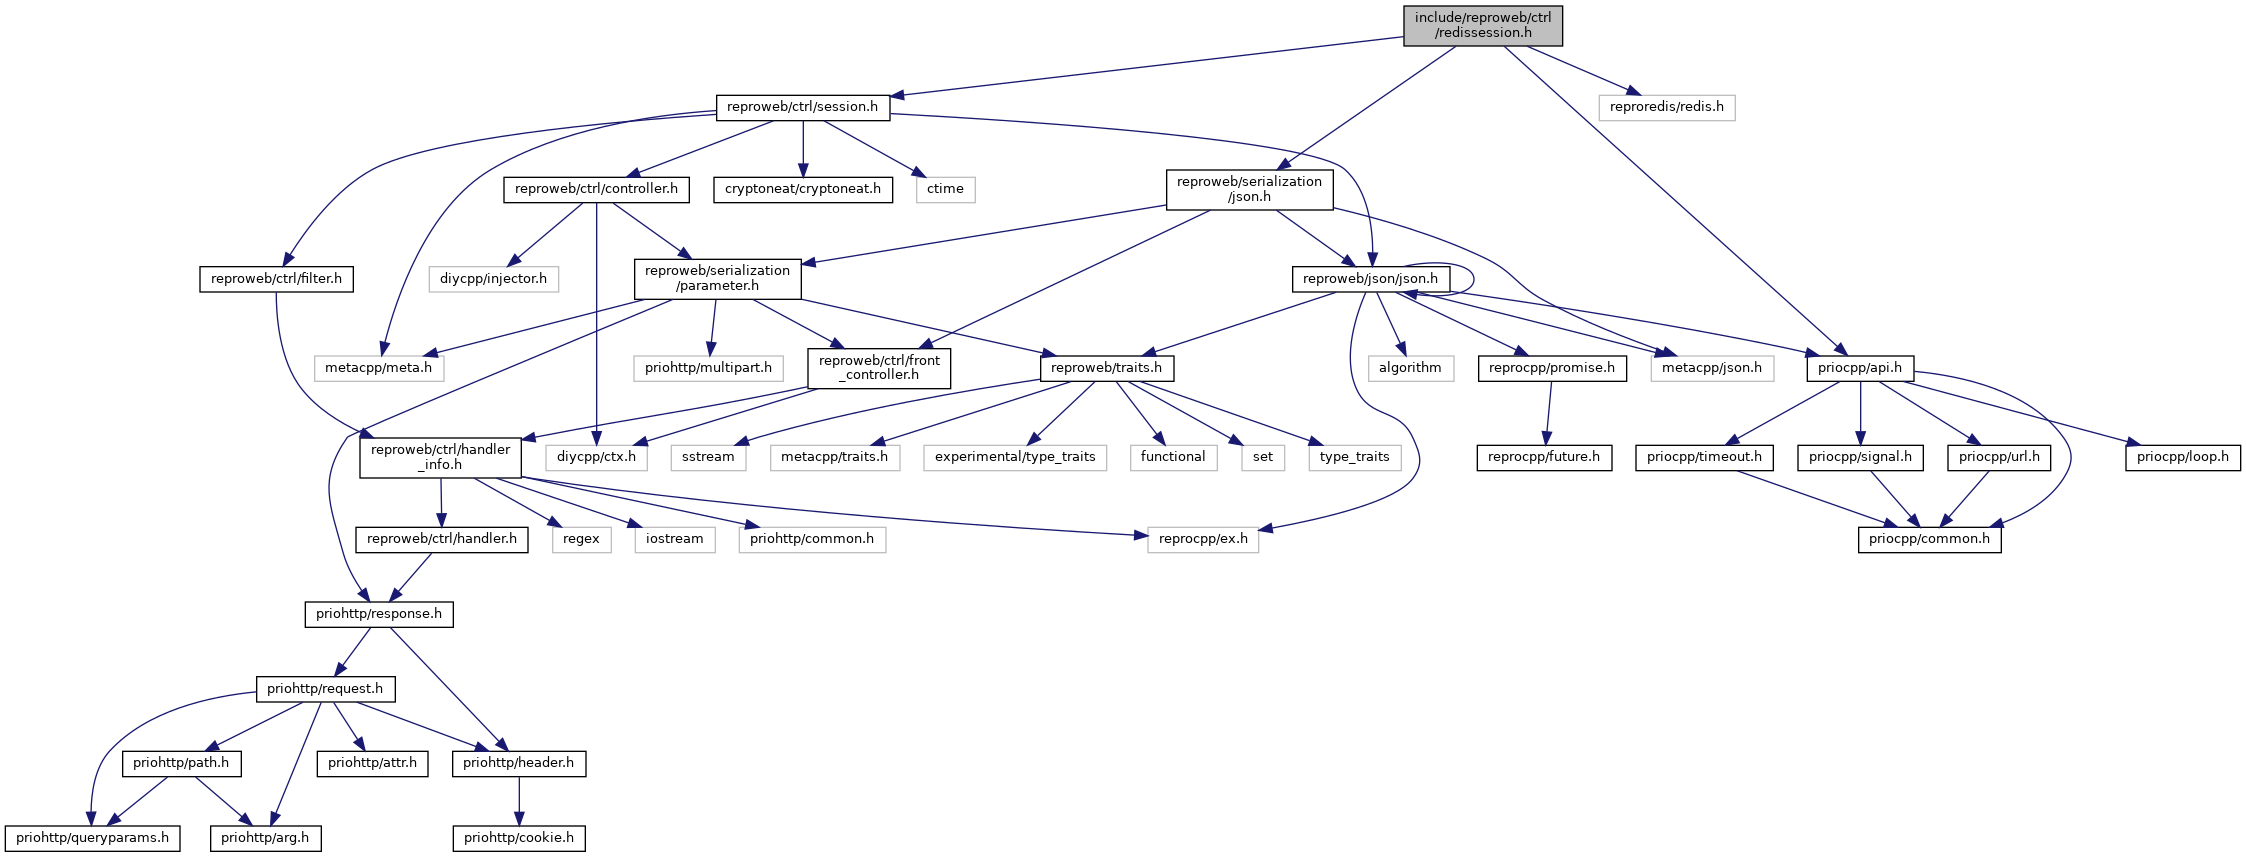 include/reproweb/ctrl
/redissession.h
reproweb/ctrl/session.h
reproredis/redis.h
reproweb/ctrl/controller.h
cryptoneat/cryptoneat.h
ctime
reproweb/serialization
/json.h
reproweb/ctrl/filter.h
diycpp/injector.h
reproweb/serialization
/parameter.h
reproweb/json/json.h
metacpp/meta.h
priohttp/multipart.h
reproweb/ctrl/front
_controller.h
reproweb/traits.h
algorithm
reprocpp/promise.h
metacpp/json.h
priocpp/api.h
reproweb/ctrl/handler
_info.h
diycpp/ctx.h
sstream
metacpp/traits.h
experimental/type_traits
functional
set
type_traits
reprocpp/future.h
priocpp/timeout.h
priocpp/signal.h
priocpp/url.h
priocpp/loop.h
reproweb/ctrl/handler.h
regex
iostream
priohttp/common.h
reprocpp/ex.h
priocpp/common.h
priohttp/response.h
priohttp/request.h
priohttp/path.h
priohttp/attr.h
priohttp/header.h
priohttp/queryparams.h
priohttp/arg.h
priohttp/cookie.h